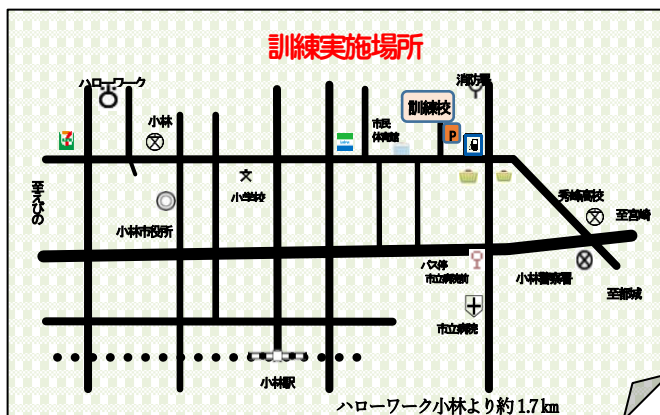 訓練実施場所
ハローワーク
消防署
訓練校
P
小林
7
市民
体育館
至えびの
小学校
秀峰高校
至宮崎
小林市役所
バス停
市立病院前
小林警察署
至都城
市立病院
小林駅
ハローワーク小林より約1.7㎞